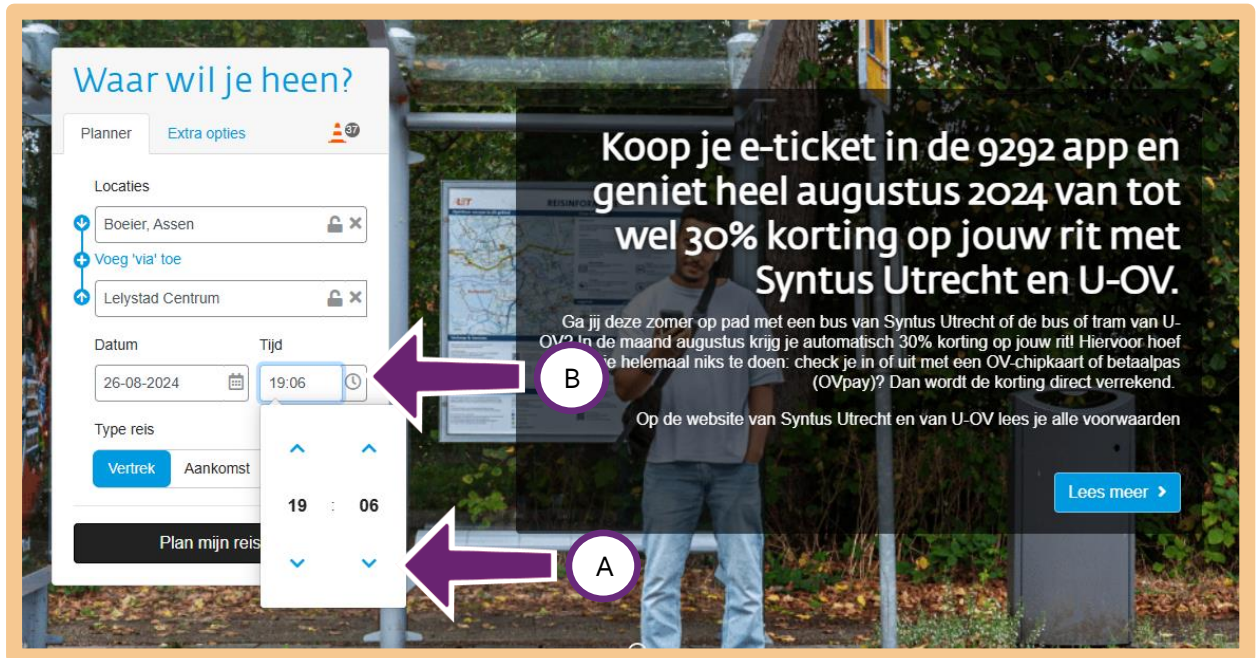 Waar wil je heen?
Planner
Extra opties
37
Locaties
Boeier, Assen
Voeg 'via' toe
Lelystad Centrum
Datum
Tijd
26-08-2024
19:06
Type reis
Vertrek
Aankomst
19 : 06
Plan mijn reis
B
A
REISINFOR
Koop je e-ticket in de 9292 app en
geniet heel augustus 2024 van tot
wel 30% korting op jouw rit met
Syntus Utrecht en U-OV.
Ga jij deze zomer op pad met een bus van Syntus Utrecht of de bus of tram van U-
OV? In de maand augustus krijg je automatisch 30% korting op jouw rit! Hiervoor hoef
je helemaal niks te doen: check je in of uit met een OV-chipkaart of betaalpas
(OVpay)? Dan wordt de korting direct verrekend.
Op de website van Syntus Utrecht en van U-OV lees je alle voorwaarden
Lees meer